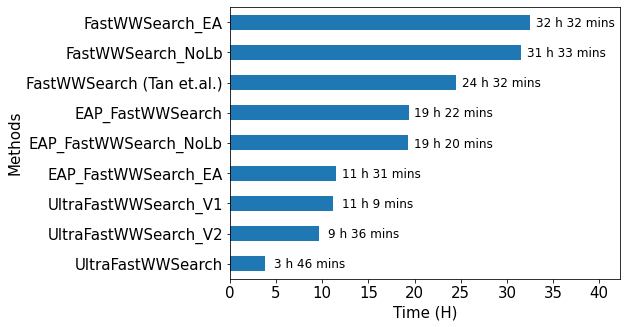 FastWWSearch_EA 32 h 32 mins
FastWWSearch_NoLb 31 h 33 mins
FastWWSearch (Tan et.al.) 24 h 32 mins
EAP_FastWWSearch 19 h 22 mins
EAP_FastWWSearch_NoLb 19 h 20 mins
EAP_FastWWSearch_EA 11 h 31 mins
UltraFastWWSearch_V1 11 h 9 mins
UltraFastWWSearch_V2 9 h 36 mins
UltraFastWWSearch 3 h 46 mins
Methods
0 5 10 15 20 25 30 35 40
Time (H)